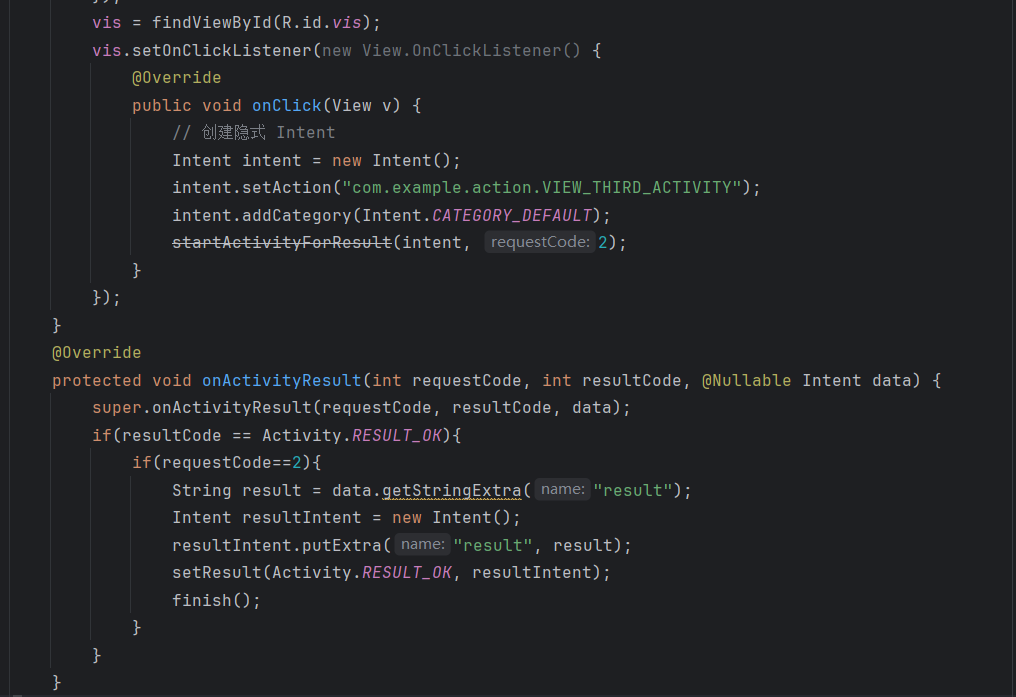 vis = findViewById(R.id.vis);
vis.setOnClickListener(new View.OnClickListener() {
@Override
public void onClick(View v) {
// 创建隐式 Intent
Intent intent = new Intent();
intent.setAction("com.example.action.VIEW_THIRD_ACTIVITY");
intent.addCategory(Intent.CATEGORY_DEFAULT);
startActivityForResult(intent, requestCode: 2);
}
});
}
@Override
protected void onActivityResult(int requestCode, int resultCode, @Nullable Intent data) {
super.onActivityResult(requestCode, resultCode, data);
if(resultCode == Activity.RESULT_OK){
if(requestCode==2){
String result = data.getStringExtra( name: "result");
Intent resultIntent = new Intent();
resultIntent.putExtra( name: "result", result);
setResult(Activity.RESULT_OK, resultIntent);
finish();
}
}
}